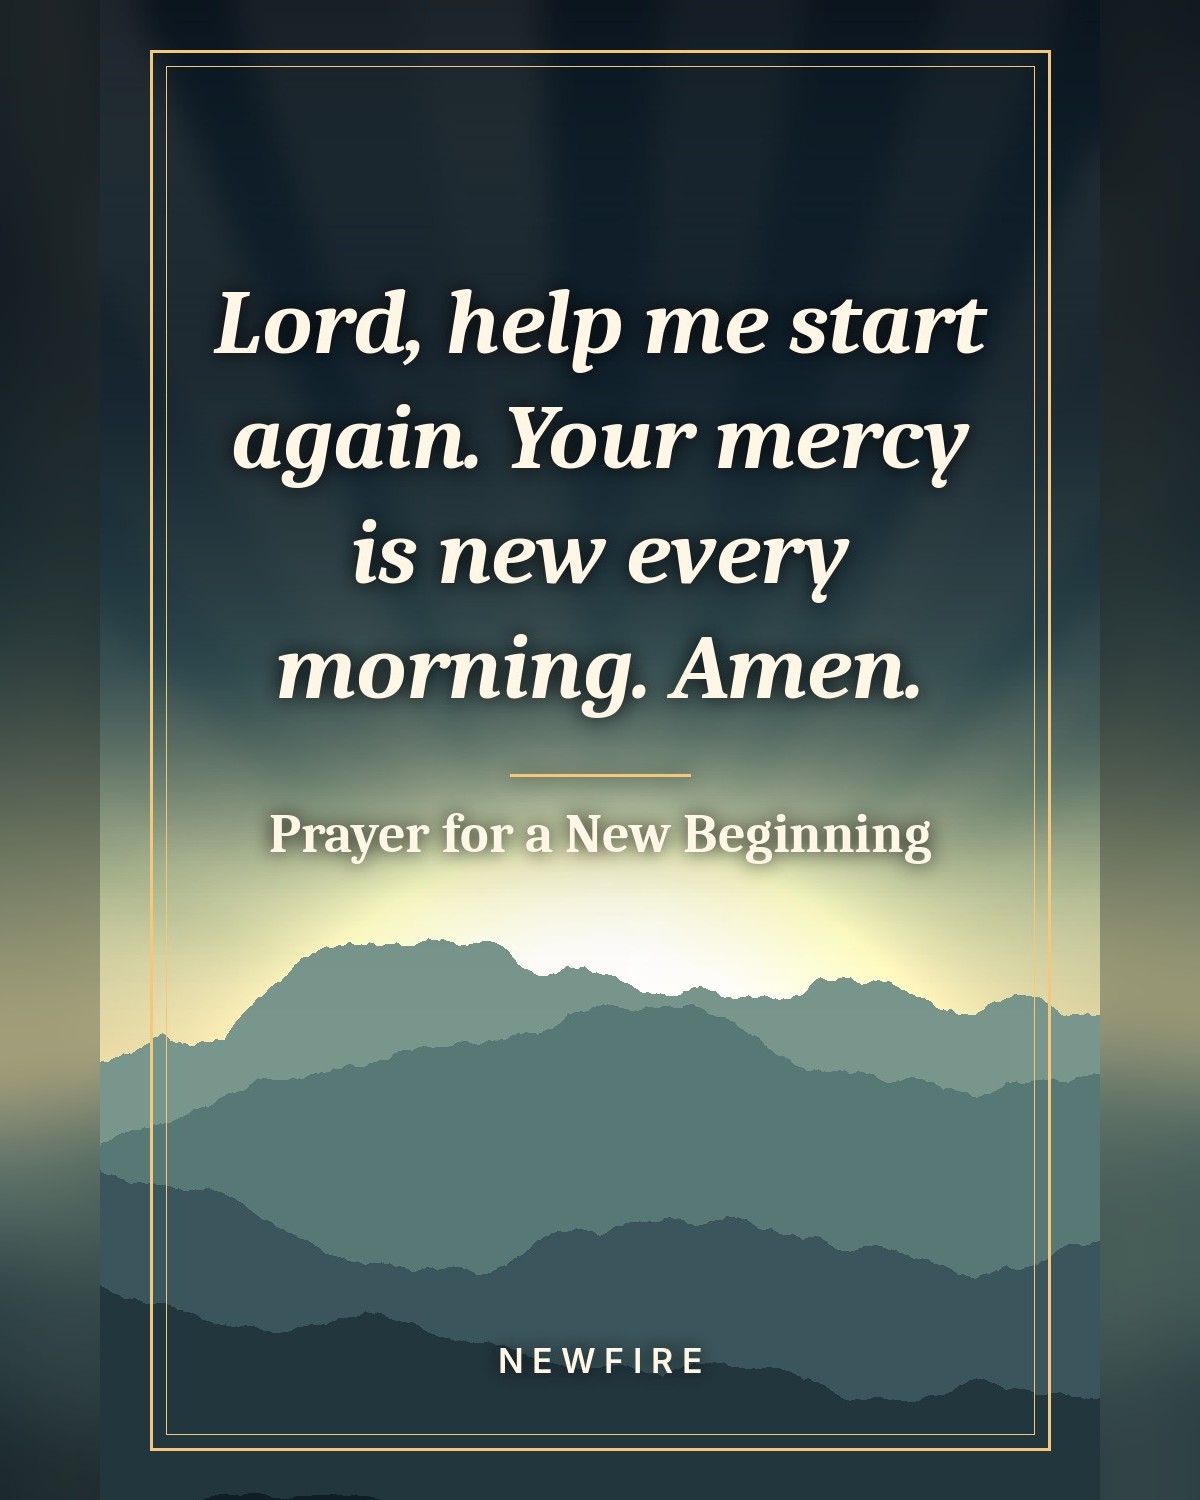 Lord, help me start
again. Your mercy
is new every
morning. Amen.
Prayer for a New Beginning
NEWFIRE